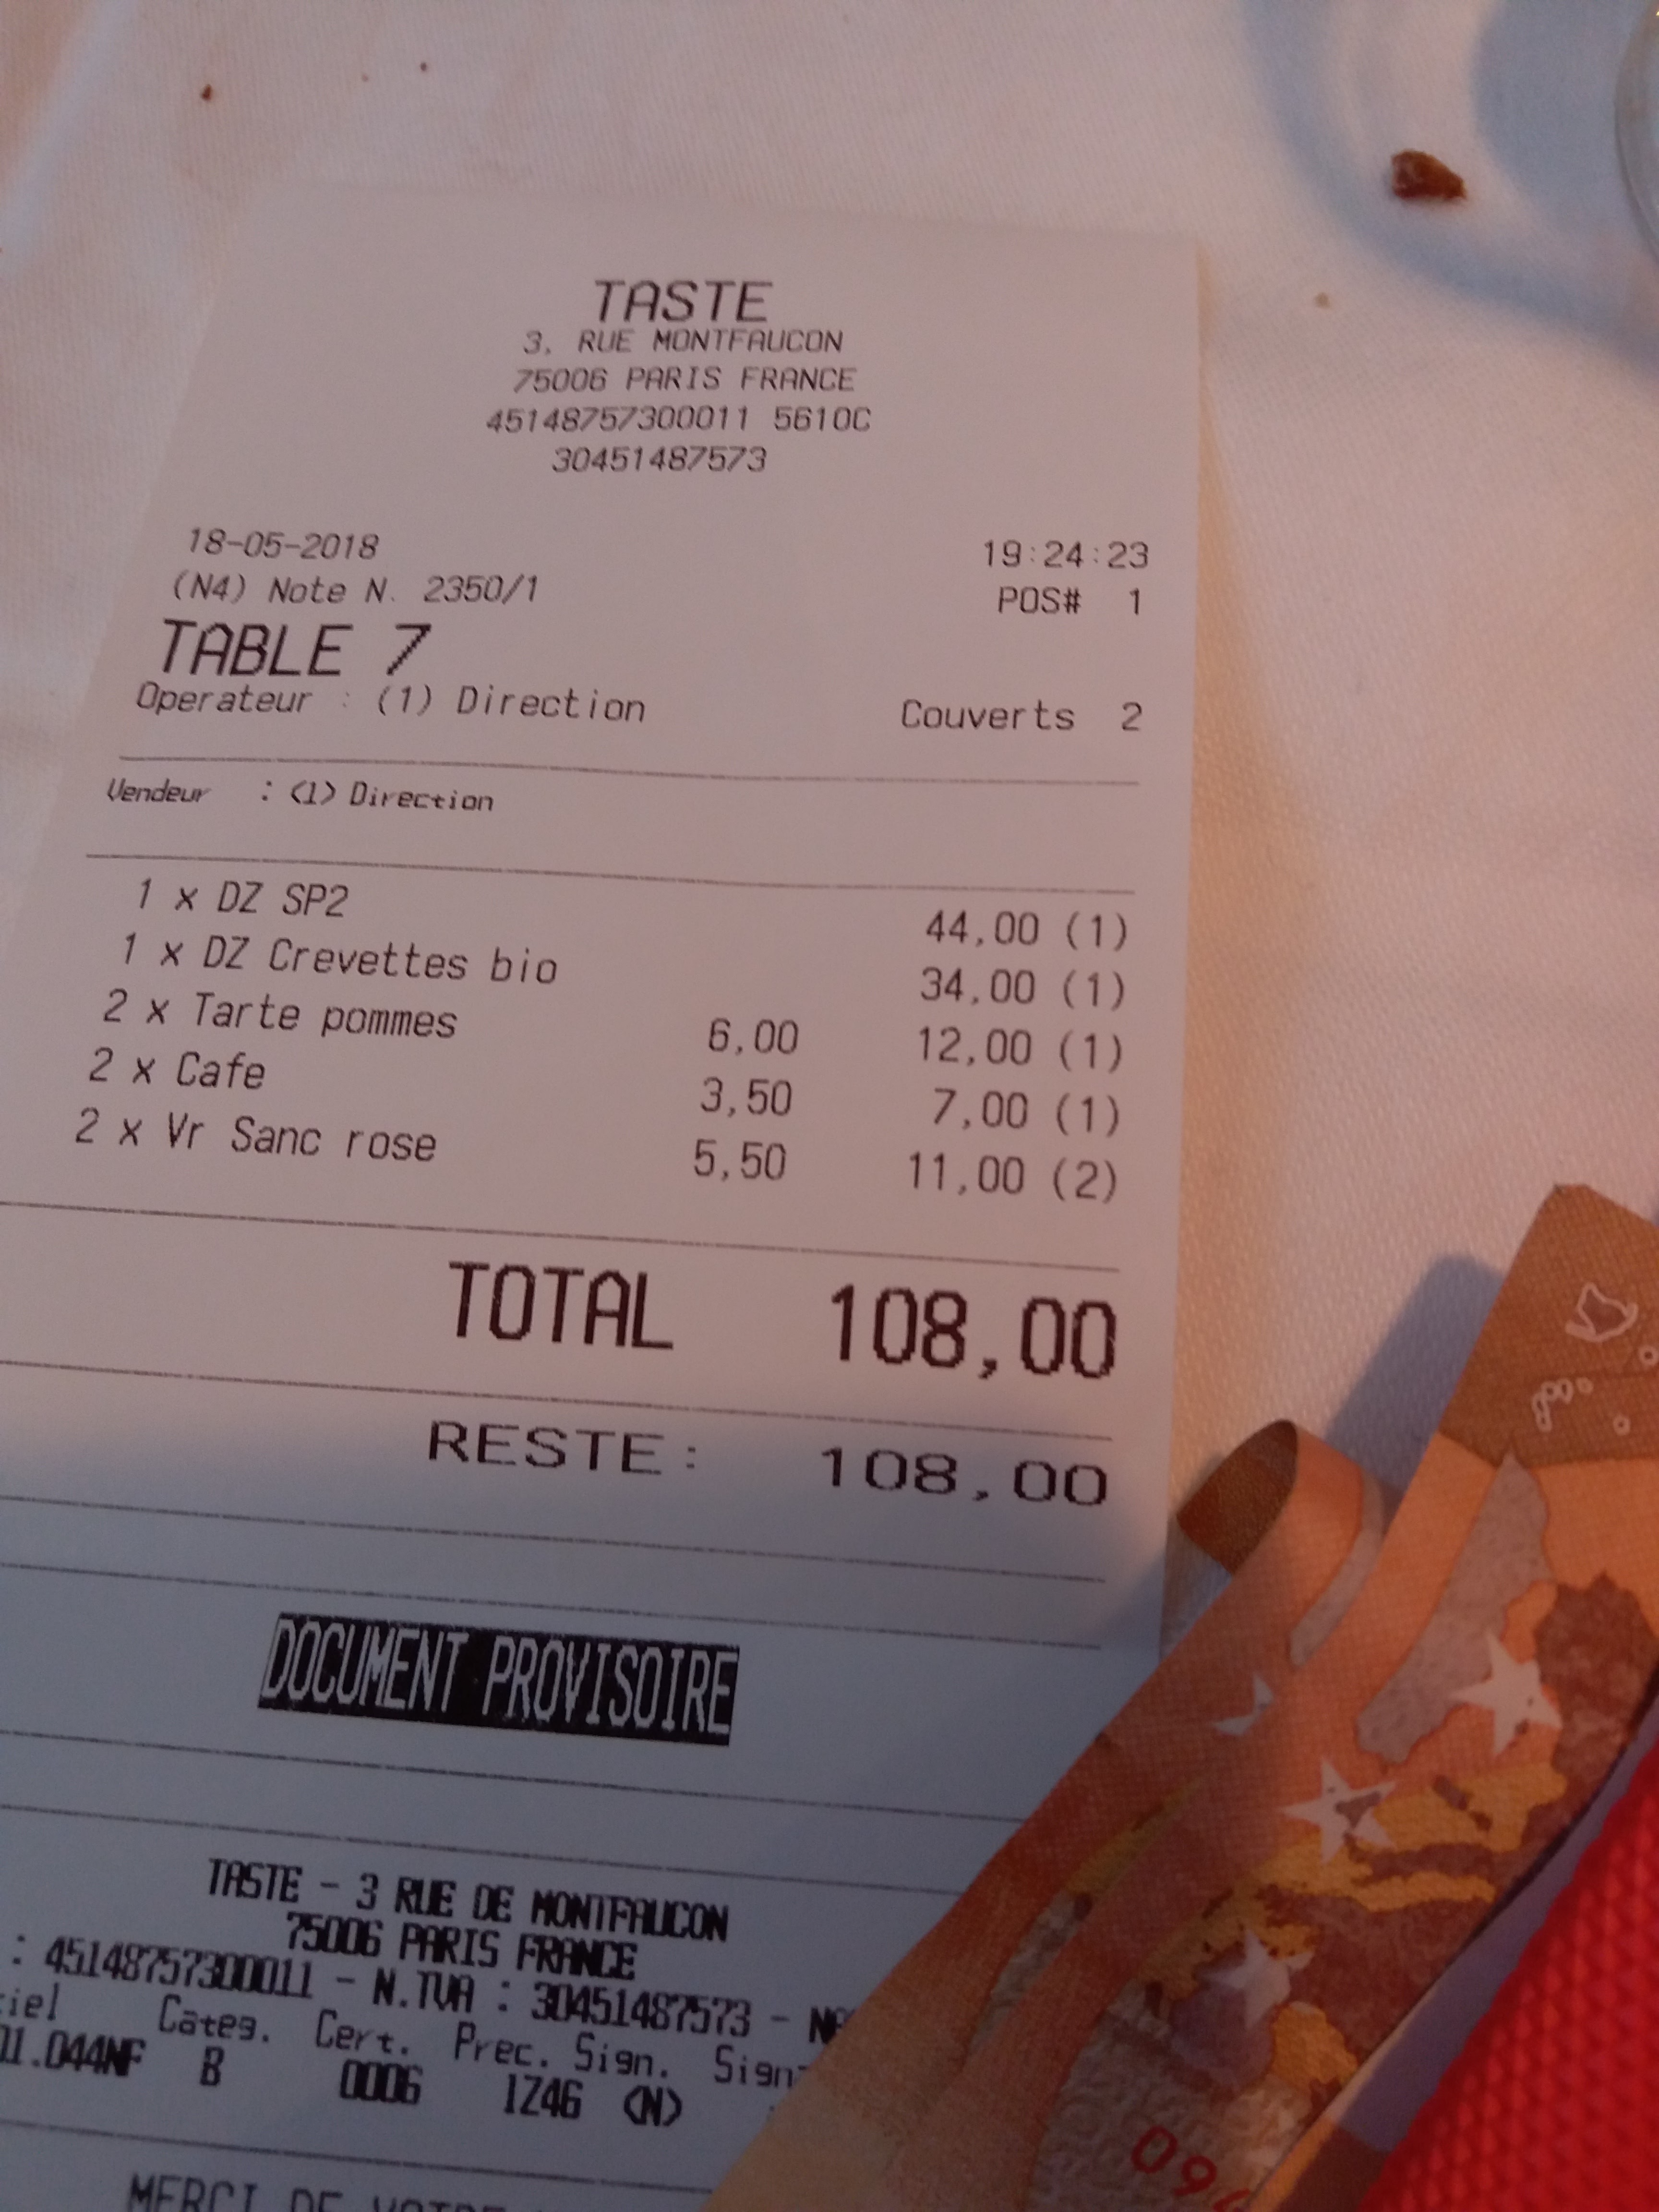 TASTE
3, RUE MONTFAUCON
75006 PARIS FRANCE
45148757300011 5610C
30451487573
18-05-2018 19:24:23
(N4) Note N. 2350/1 POS# 1
TABLE 7
Operateur : (1) Direction Couverts 2
Vendeur : (1) Direction
1 x DZ SP2 44,00 (1)
1 x DZ Crevettes bio 34,00 (1)
2 x Tarte pommes 6,00 12,00 (1)
2 x Cafe 3,50 7,00 (1)
2 x Vr Sanc rose 5,50 11,00 (2)
TOTAL 108,00
RESTE: 108,00
DOCUMENT PROVISOIRE
TASTE - 3 RUE DE MONTFAUCON
75006 PARIS FRANCE
: 45148757300011 - N.TVA : 30451487573 -
Categ. Cert. Prec. Sign.
B 0006 1Z46 (N)
MERCI DE
09